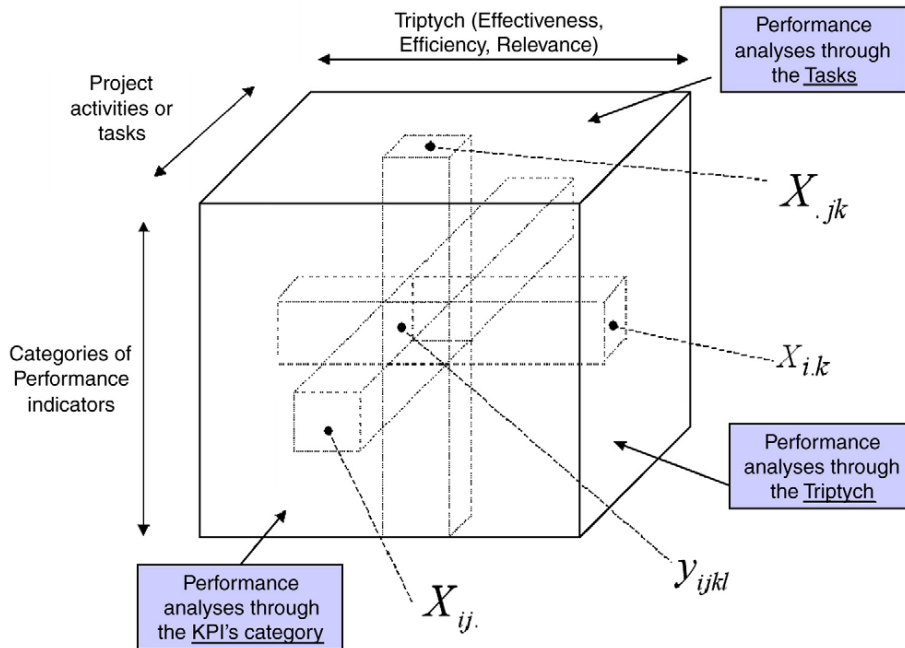 Triptych (Effectiveness,
Efficiency, Relevance)
Performance
analyses through
the Tasks
Project
activities or
tasks
X.jk
Categories of
Performance
indicators
Xi.k
Performance
analyses through
the Triptych
yijkl
Xij.
Performance
analyses through
the KPI's category